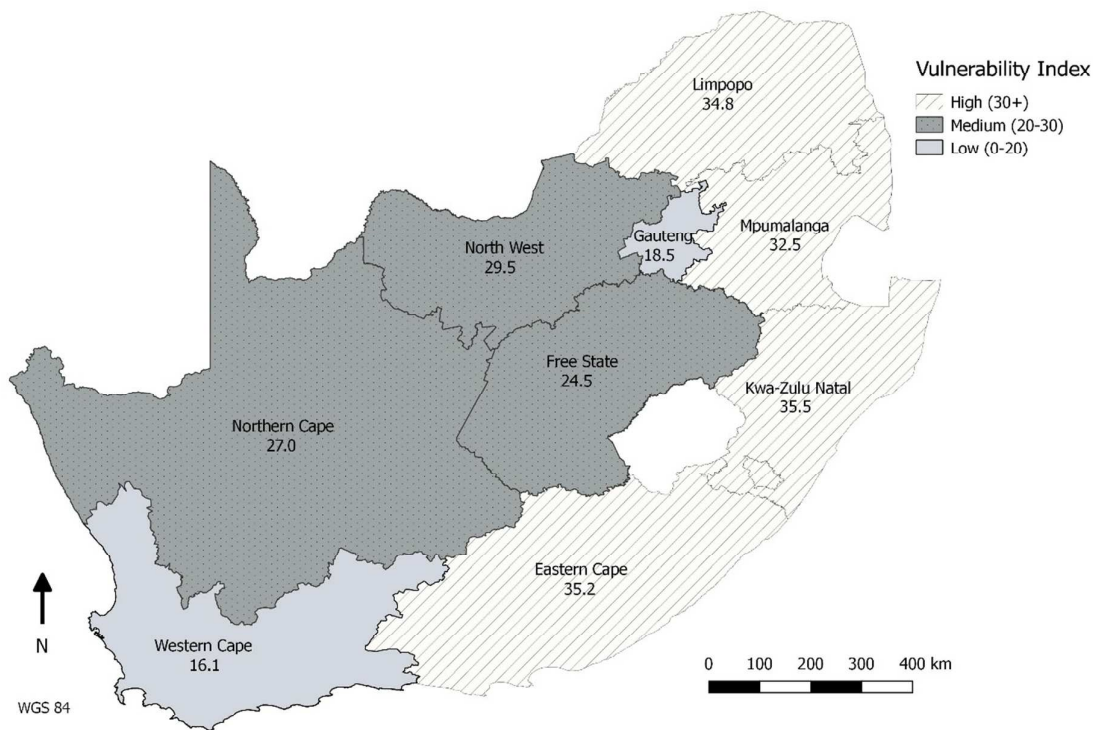 Vulnerability Index
High (30+)
Medium (20-30)
Low (0-20)
Limpopo
34.8
Mpumalanga
32.5
Gauteng
18.5
North West
29.5
Free State
24.5
Kwa-Zulu Natal
35.5
Northern Cape
27.0
Eastern Cape
35.2
Western Cape
16.1
N
WGS 84
0 100 200 300 400 km